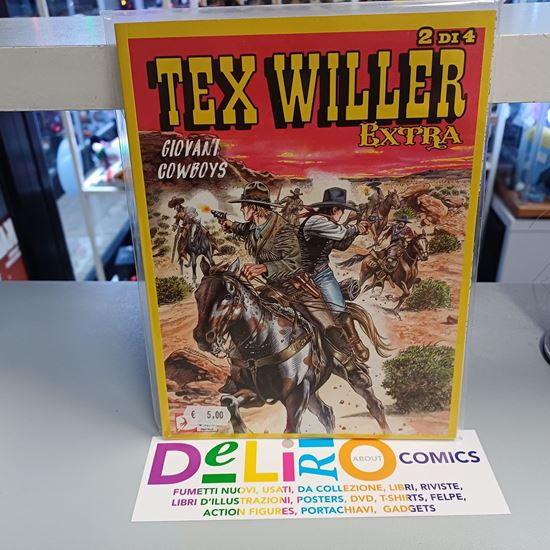 2 DI 4
TEX WILLER
EXTRA
GIOVANI
COWBOYS
€ 5,00
DeLiRiO
ABOUT
COMICS
FUMETTI NUOVI, USATI, DA COLLEZIONE, LIBRI, RIVISTE,
LIBRI D'ILLUSTRAZIONI, POSTERS, DVD, T-SHIRTS, FELPE,
ACTION FIGURES, PORTACHIAVI, GADGETS